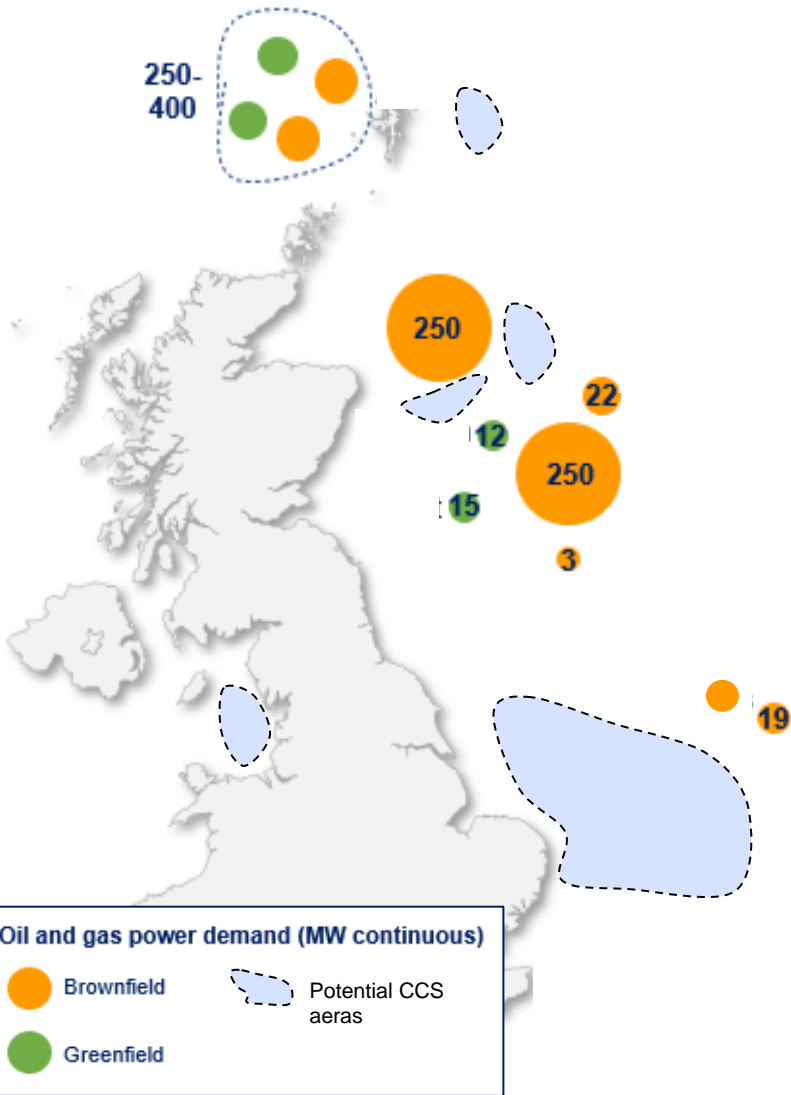 250-
400
250
22
12
250
15
3
19
Oil and gas power demand (MW continuous)
Brownfield
Potential CCS
aeras
Greenfield